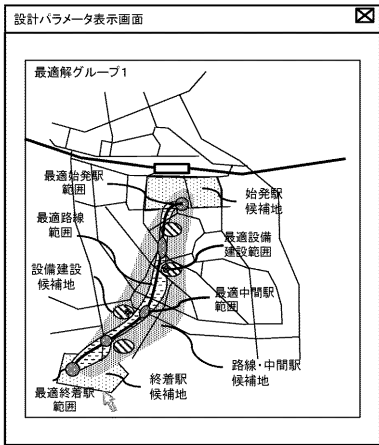 設計パラメータ表示画面
最適解グループ1
最適始発駅
範囲
始発駅
候補地
最適路線
範囲
最適設備
建設範囲
設備建設
候補地
最適中間駅
範囲
路線・中間駅
候補地
終着駅
候補地
最適終着駅
範囲